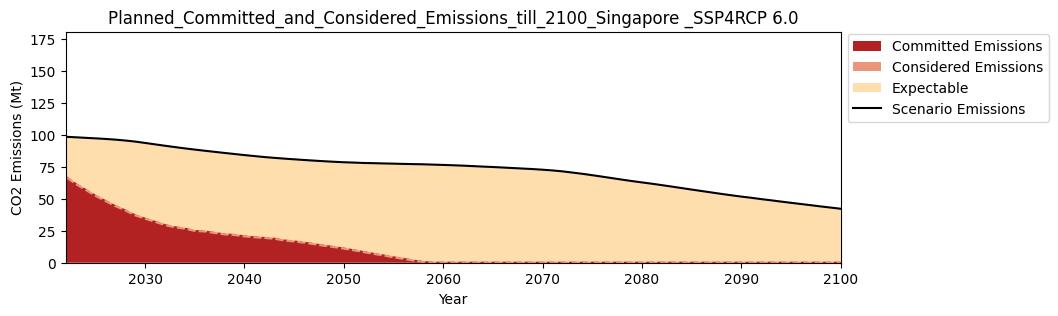 Planned_Committed_and_Considered_Emissions_till_2100_Singapore _SSP4RCP 6.0
175
150
125
100
75
50
25
0
CO2 Emissions (Mt)
2030 2040 2050 2060 2070 2080 2090 2100
Year
Committed Emissions
Considered Emissions
Expectable
Scenario Emissions